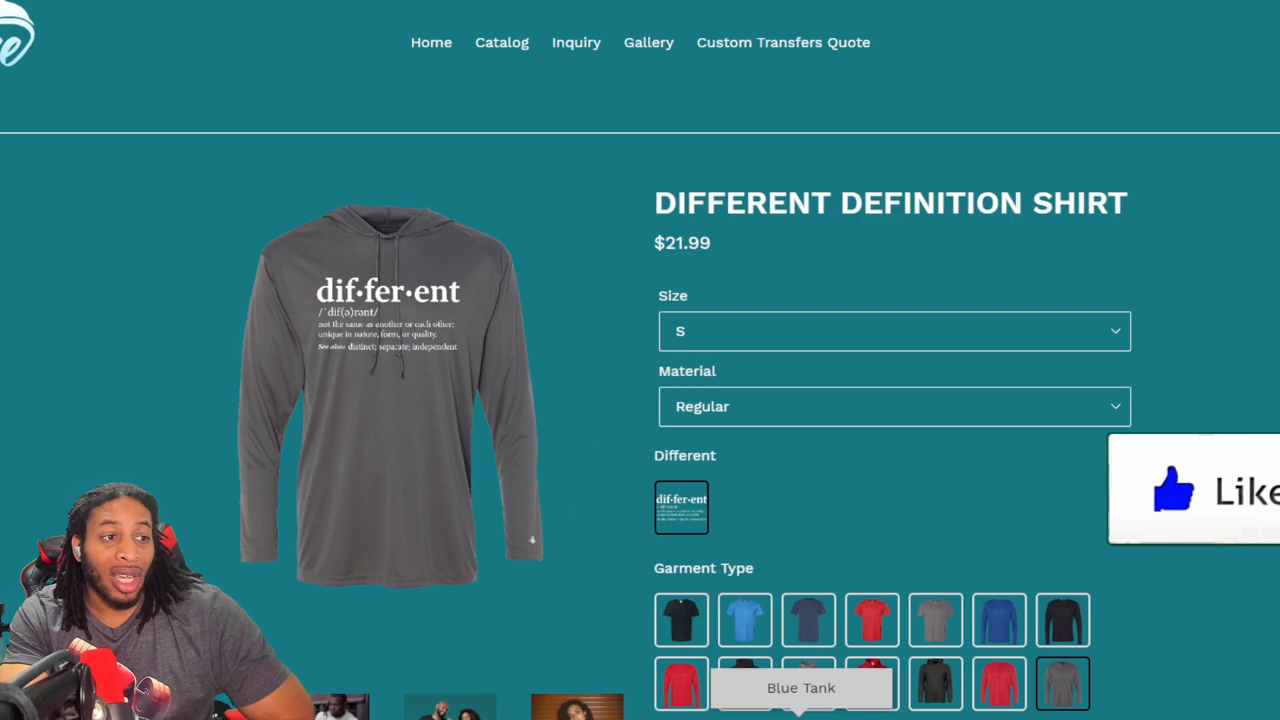 Home Catalog Inquiry Gallery Custom Transfers Quote
DIFFERENT DEFINITION SHIRT
$21.99
dif·fer·ent
/ˈdif(ə)rənt/
not the same as another or each other;
unique in nature, form, or quality.
See also: distinct; separate; independent
Size
S
Material
Regular
Different
dif·fer·ent
Like
Garment Type
Blue Tank